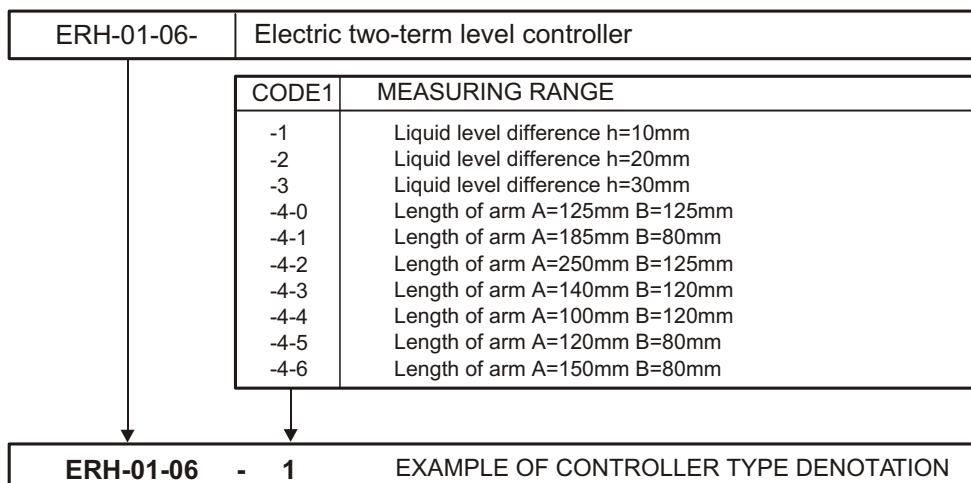 ERH-01-06- Electric two-term level controller
CODE1 MEASURING RANGE
-1 Liquid level difference h=10mm
-2 Liquid level difference h=20mm
-3 Liquid level difference h=30mm
-4-0 Length of arm A=125mm B=125mm
-4-1 Length of arm A=185mm B=80mm
-4-2 Length of arm A=250mm B=125mm
-4-3 Length of arm A=140mm B=120mm
-4-4 Length of arm A=100mm B=120mm
-4-5 Length of arm A=120mm B=80mm
-4-6 Length of arm A=150mm B=80mm
ERH-01-06 - 1 EXAMPLE OF CONTROLLER TYPE DENOTATION